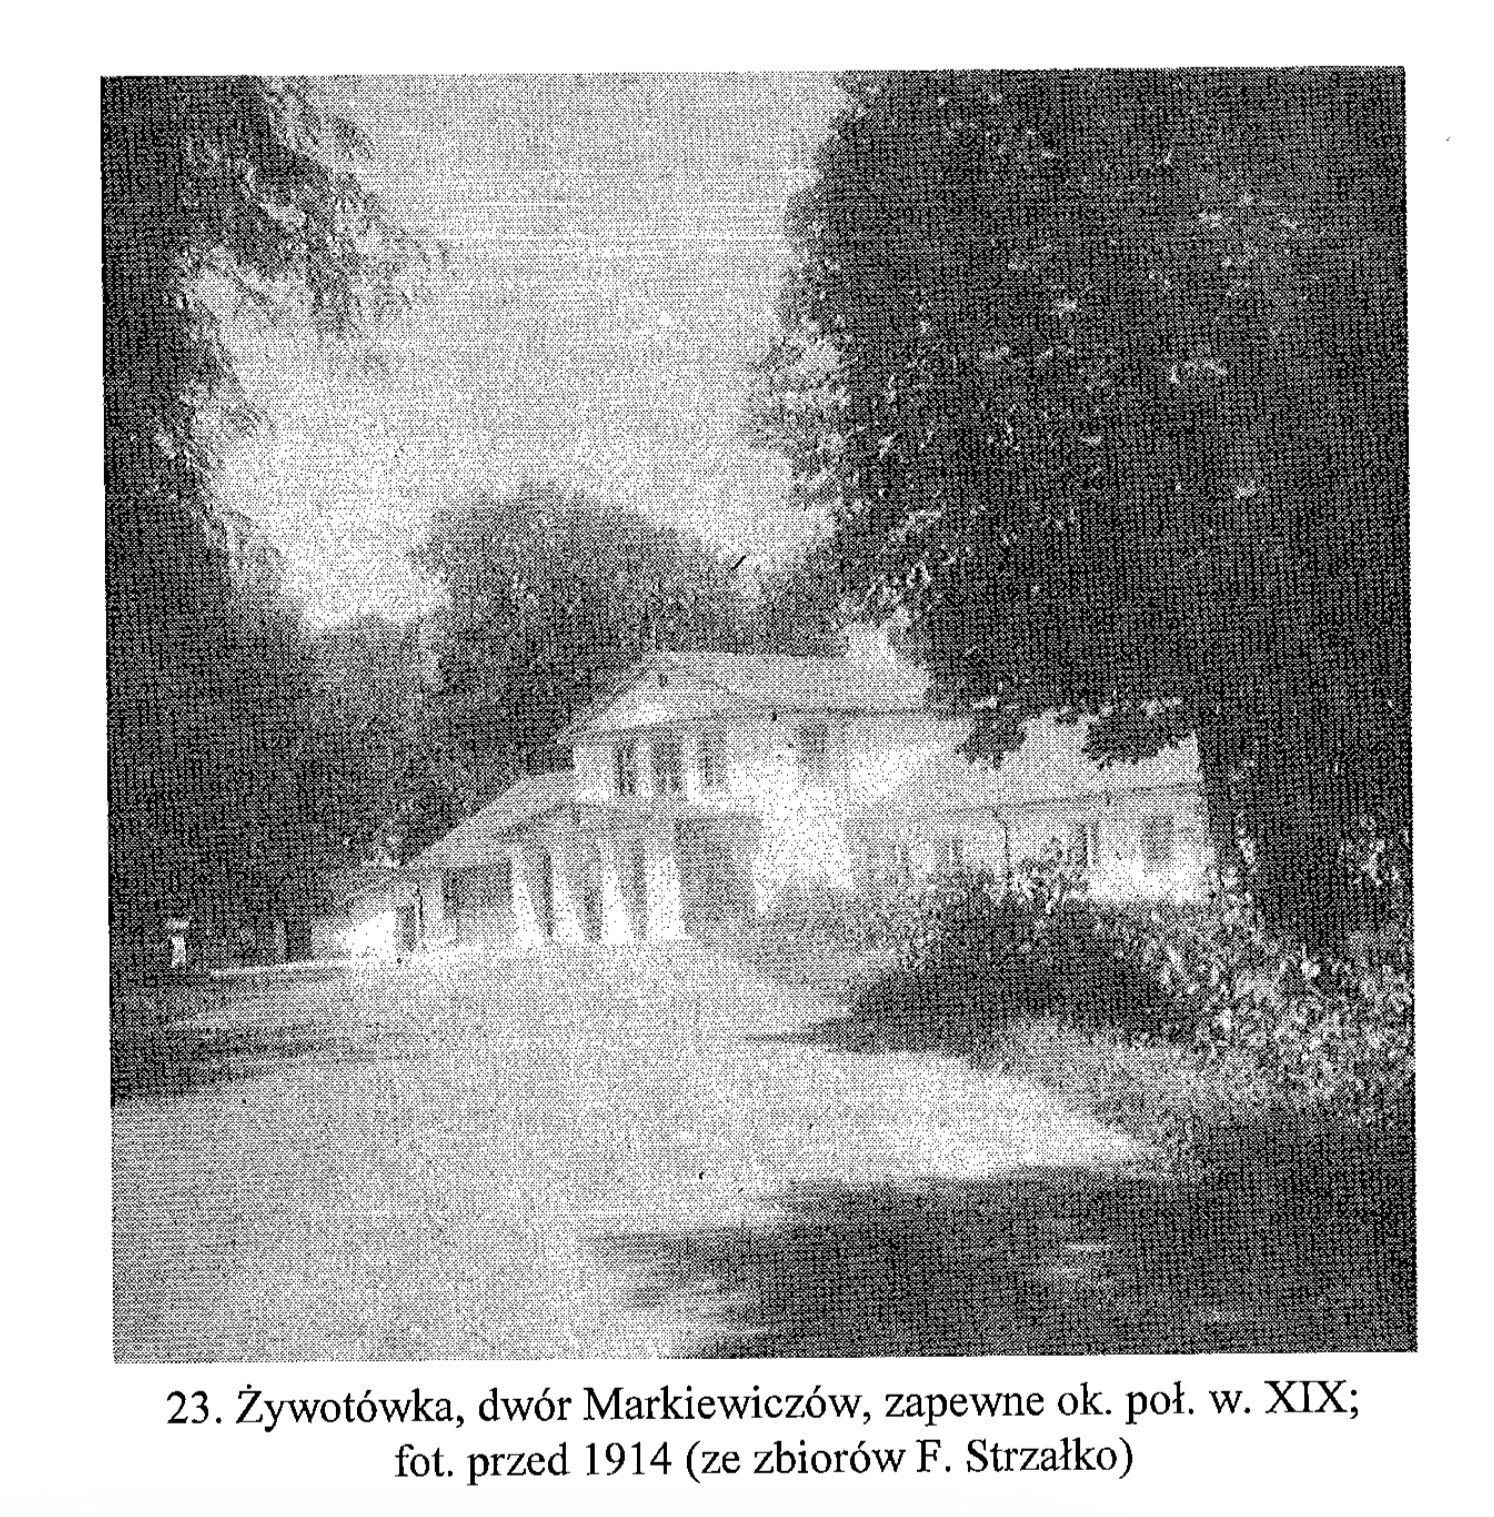 23. Żywotówka, dwór Markiewiczów, zapewne ok. poł. w. XIX;
fot. przed 1914 (ze zbiorów F. Strzałko)